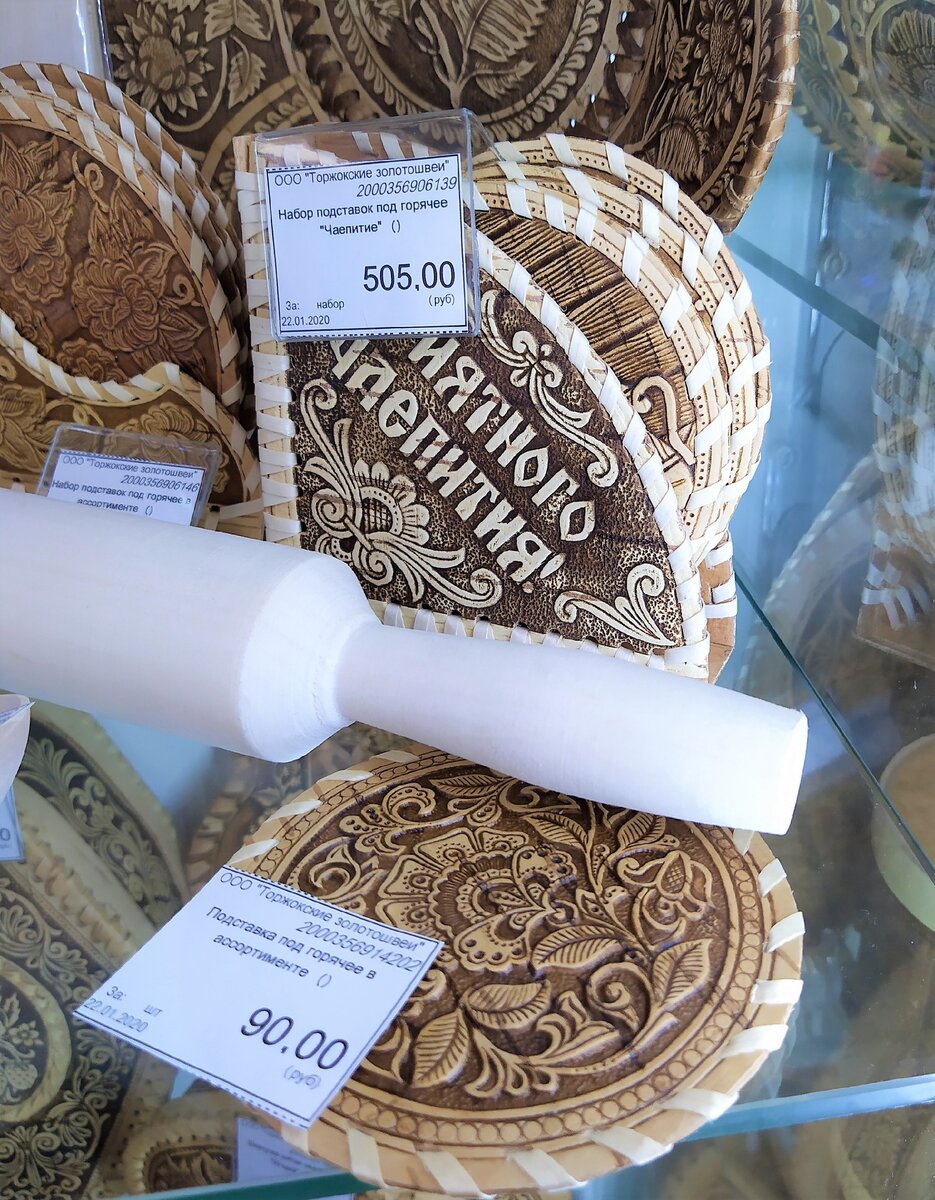 ООО "Торжокские золотошвеи"
2000356906139
Набор подставок под горячее
"Чаепитие" ()
505,00
За: набор (руб)
22.01.2020
ЯТНОГО
ЧАЕПИТИЯ!
ООО "Торжокские золотошвеи"
2000356906146
Набор подставок под горячее в
ассортименте ()
ООО "Торжокские золотошвеи"
2000356914202
Подставка под горячее в
ассортименте ()
За: шт
22.01.2020
90,00
(руб)